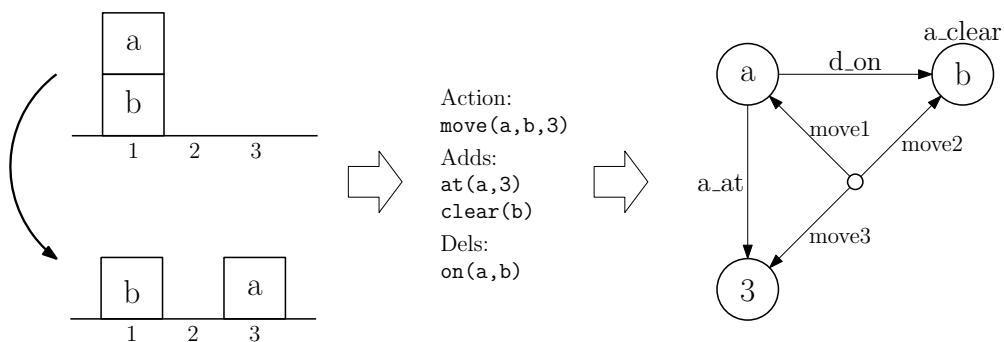 a
b
1 2 3
b a
1 2 3
Action:
move(a,b,3)
Adds:
at(a,3)
clear(b)
Dels:
on(a,b)
a_clear
a d_on b
move1 move2
a_at
move3
3